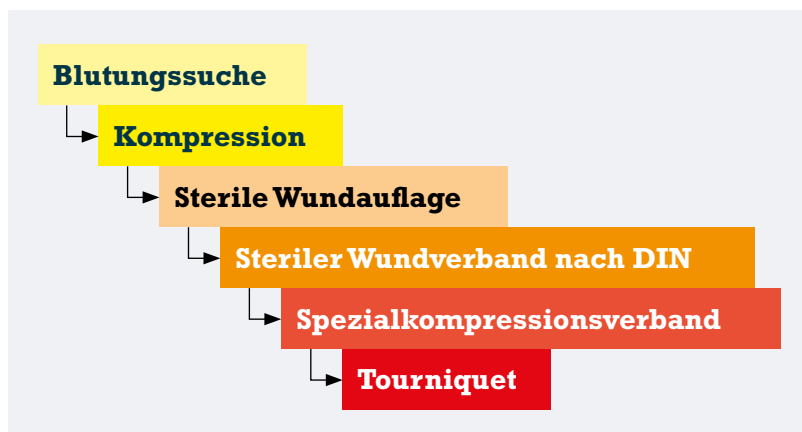 Blutungssuche
Kompression
Sterile Wundauflage
Steriler Wundverband nach DIN
Spezialkompressionsverband
Tourniquet